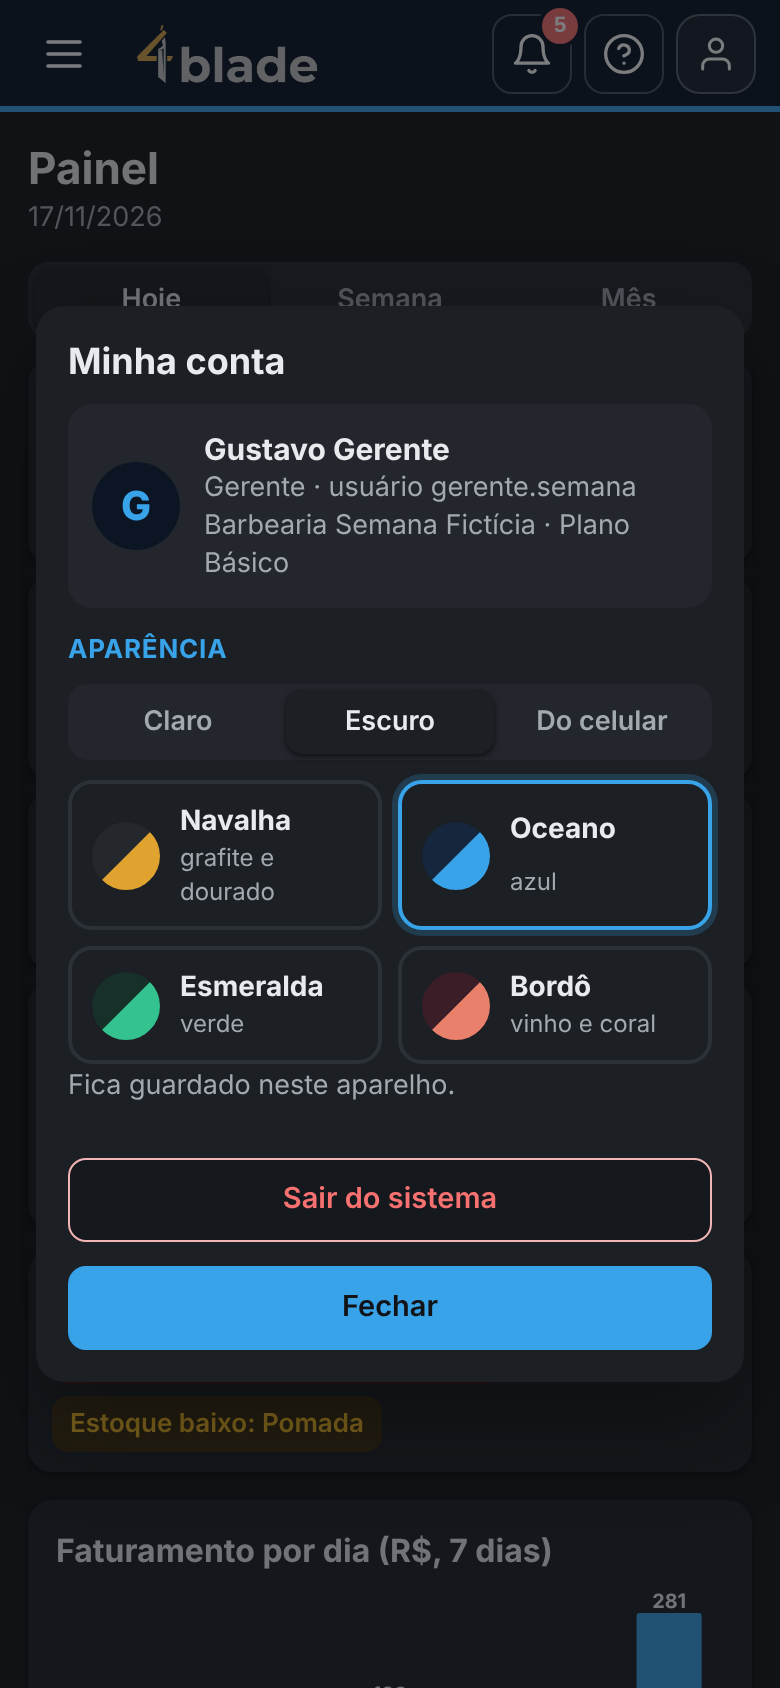 4blade
5
Painel
17/11/2026
Hoje Semana Mês
Minha conta
G
Gustavo Gerente
Gerente · usuário gerente.semana
Barbearia Semana Fictícia · Plano
Básico
APARÊNCIA
Claro Escuro Do celular
Navalha
grafite e
dourado
Oceano
azul
Esmeralda
verde
Bordô
vinho e coral
Fica guardado neste aparelho.
Sair do sistema
Fechar
Estoque baixo: Pomada
Faturamento por dia (R$, 7 dias)
281